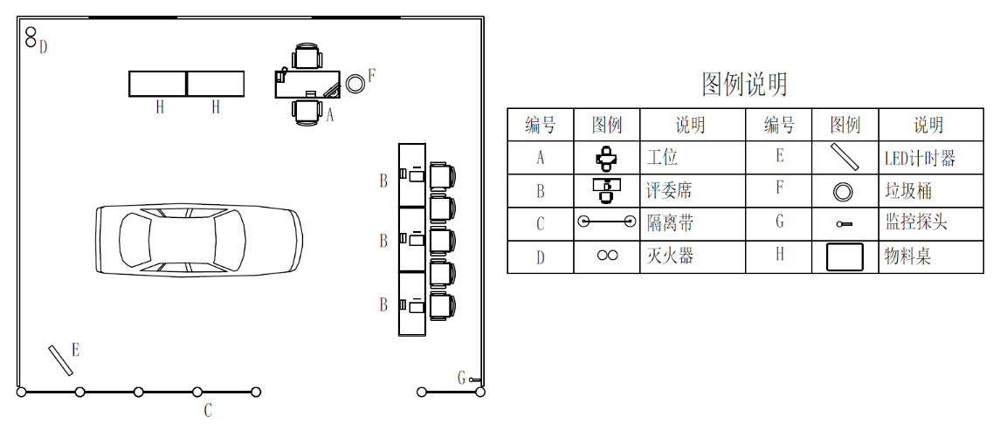 D
F
H H
A
B
B
B
E
G
C
图例说明
编号 图例 说明 编号 图例 说明
A 工位 E LED计时器
B 评委席 F 垃圾桶
C 隔离带 G 监控探头
D 灭火器 H 物料桌